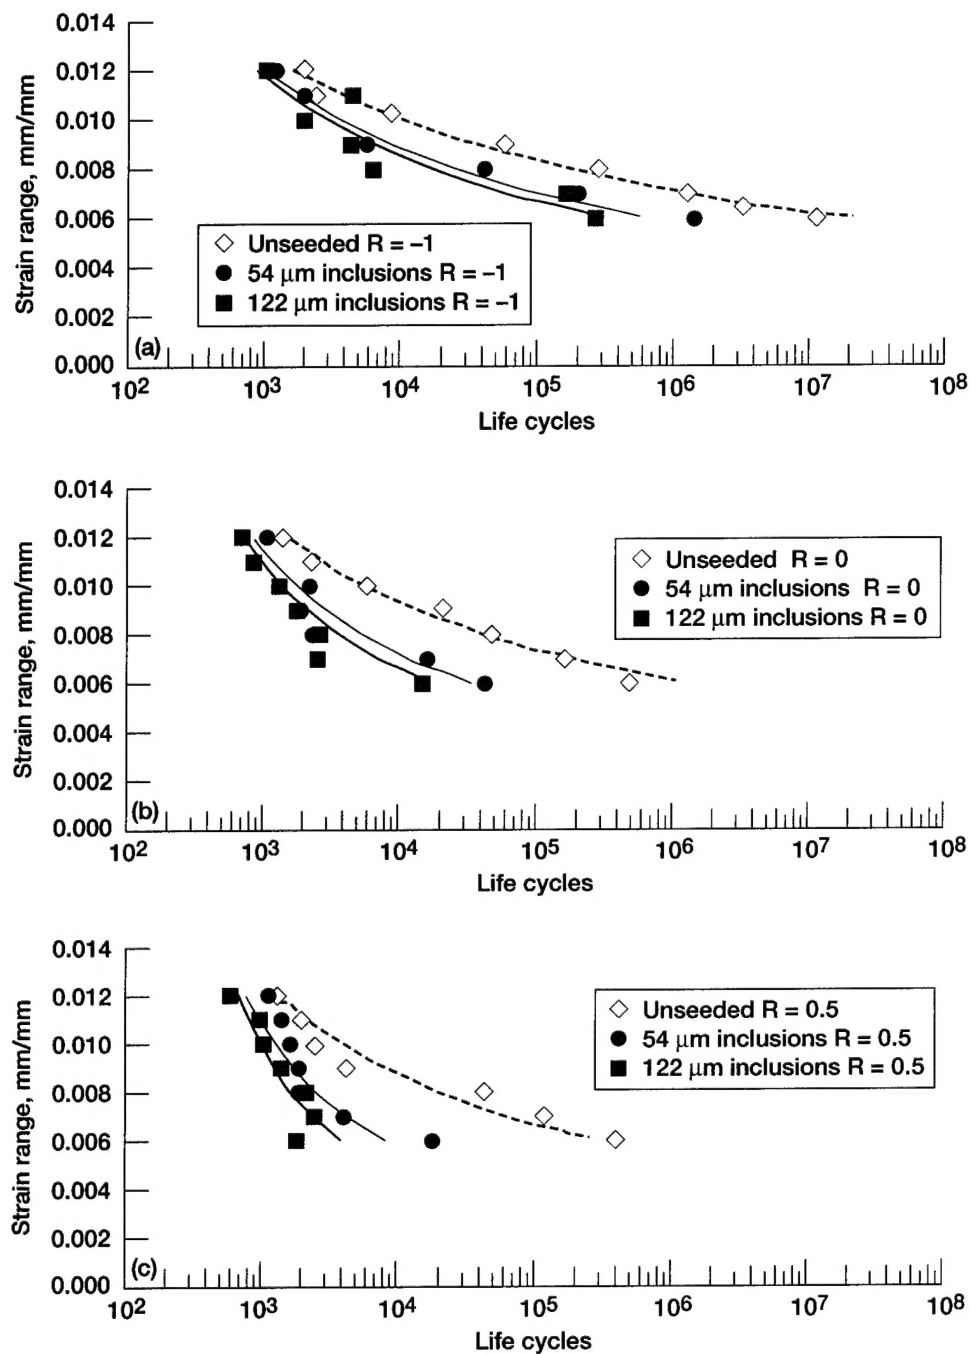 0.014
0.012
0.010
0.008
0.006
0.004
0.002
0.000
Strain range, mm/mm
Unseeded R = –1
54 μm inclusions R = –1
122 μm inclusions R = –1
(a)
10² 10³ 10⁴ 10⁵ 10⁶ 10⁷ 10⁸
Life cycles
0.014
0.012
0.010
0.008
0.006
0.004
0.002
0.000
Strain range, mm/mm
Unseeded R = 0
54 μm inclusions R = 0
122 μm inclusions R = 0
(b)
10² 10³ 10⁴ 10⁵ 10⁶ 10⁷ 10⁸
Life cycles
0.014
0.012
0.010
0.008
0.006
0.004
0.002
0.000
Strain range, mm/mm
Unseeded R = 0.5
54 μm inclusions R = 0.5
122 μm inclusions R = 0.5
(c)
10² 10³ 10⁴ 10⁵ 10⁶ 10⁷ 10⁸
Life cycles